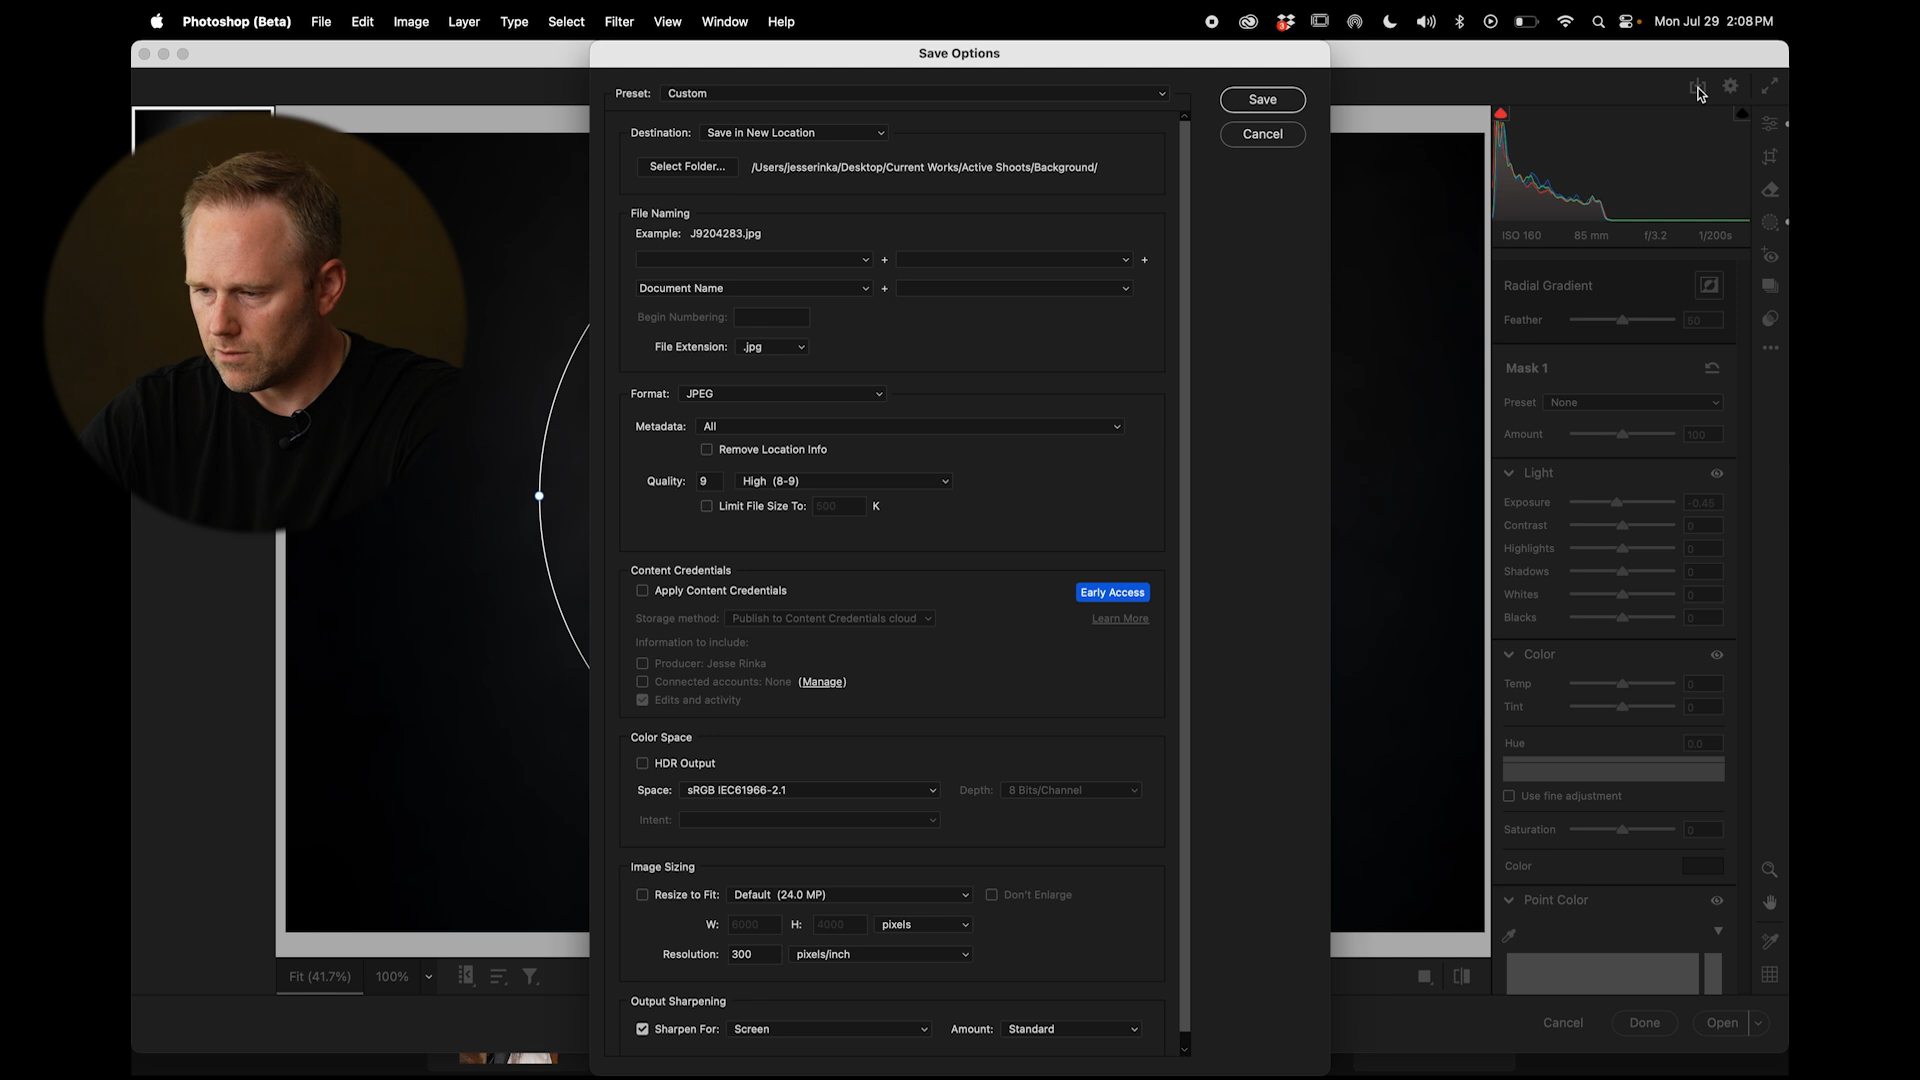 Photoshop (Beta) File Edit Image Layer Type Select Filter View Window Help
3
Mon Jul 29 2:08 PM
Save Options
Preset: Custom
Save
Cancel
Destination: Save in New Location
Select Folder... /Users/jesserinka/Desktop/Current Works/Active Shoots/Background/
File Naming
Example: J9204283.jpg
+ +
Document Name +
Begin Numbering:
File Extension: .jpg
Format: JPEG
Metadata: All
Remove Location Info
Quality: 9 High (8-9)
Limit File Size To: 500 K
Content Credentials
Apply Content Credentials
Early Access
Storage method: Publish to Content Credentials cloud
Learn More
Information to include:
Producer: Jesse Rinka
Connected accounts: None (Manage)
Edits and activity
Color Space
HDR Output
Space: sRGB IEC61966-2.1 Depth: 8 Bits/Channel
Intent:
Image Sizing
Resize to Fit: Default (24.0 MP) Don't Enlarge
W: 6000 H: 4000 pixels
Resolution: 300 pixels/inch
Output Sharpening
Sharpen For: Screen Amount: Standard
ISO 160 85 mm f/3.2 1/200s
Radial Gradient
Feather 50
Mask 1
Preset None
Amount 100
Light
Exposure -0.45
Contrast 0
Highlights 0
Shadows 0
Whites 0
Blacks 0
Color
Temp 0
Tint 0
Hue 0.0
Use fine adjustment
Saturation 0
Color
Point Color
Fit (41.7%) 100%
Cancel Done Open